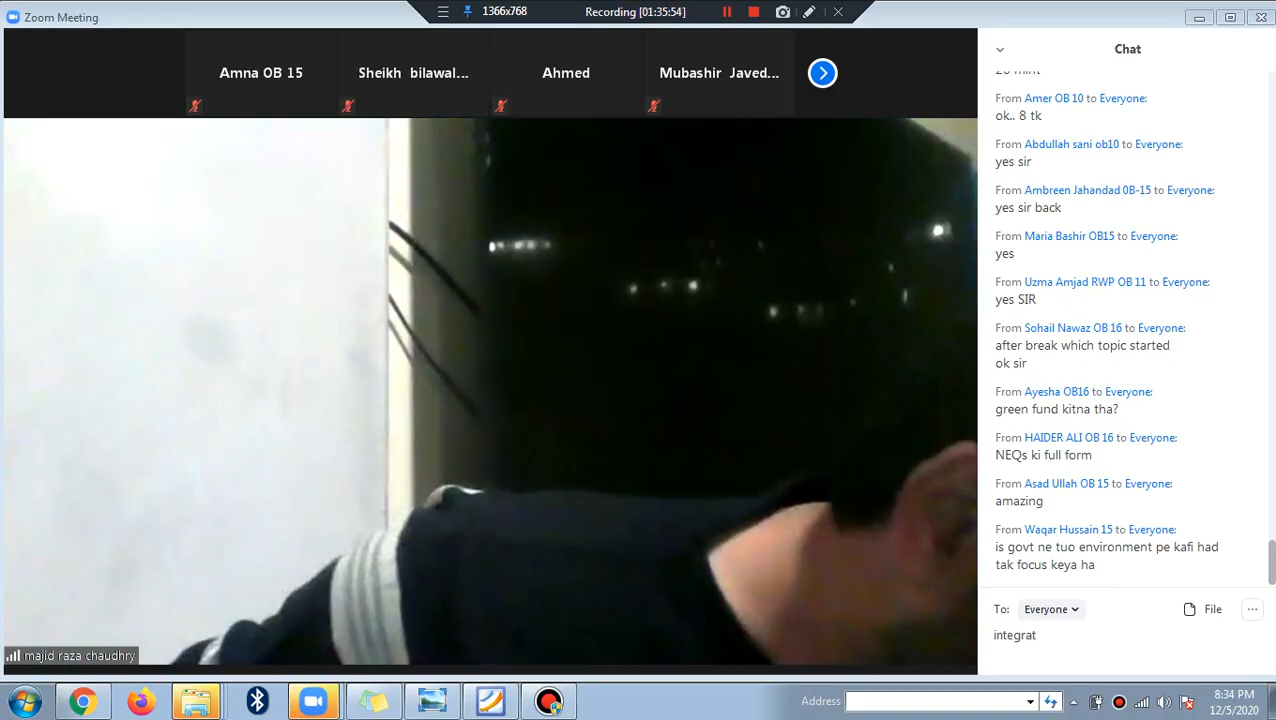 1366x768
Recording [01:35:54]
Zoom Meeting
Amna OB 15
Sheikh bilawal...
Ahmed
Mubashir Javed...
Chat
From Amer OB 10 to Everyone:
ok.. 8 tk
From Abdullah sani ob10 to Everyone:
yes sir
From Ambreen Jahandad 0B-15 to Everyone:
yes sir back
From Maria Bashir OB15 to Everyone:
yes
From Uzma Amjad RWP OB 11 to Everyone:
yes SIR
From Sohail Nawaz OB 16 to Everyone:
after break which topic started
ok sir
From Ayesha OB16 to Everyone:
green fund kitna tha?
From HAIDER ALI OB 16 to Everyone:
NEQs ki full form
From Asad Ullah OB 15 to Everyone:
amazing
From Waqar Hussain 15 to Everyone:
is govt ne tuo environment pe kafi had
tak focus keya ha
To: Everyone File
integrat
majid raza chaudhry
Address
8:34 PM
12/5/2020